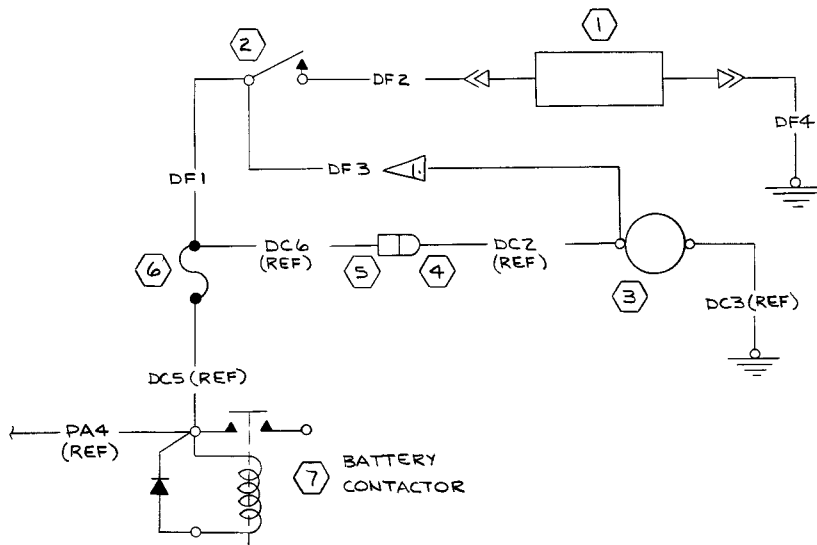 1
2
DF2
DF4
DF3
1.
DF1
DC6
(REF)
DC2
(REF)
6
5
4
3
DC3 (REF)
DC5 (REF)
PA4
(REF)
7
BATTERY
CONTACTOR